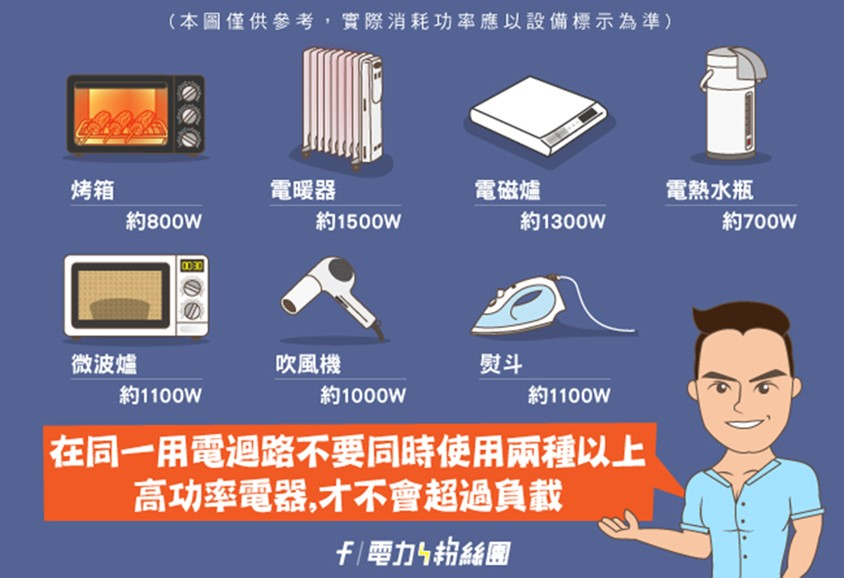 (本圖僅供參考，實際消耗功率應以設備標示為準)
烤箱
約800W
電暖器
約1500W
電磁爐
約1300W
電熱水瓶
約700W
00:30
微波爐
約1100W
吹風機
約1000W
熨斗
約1100W
在同一用電迴路不要同時使用兩種以上
高功率電器,才不會超過負載
f/電力粉絲團